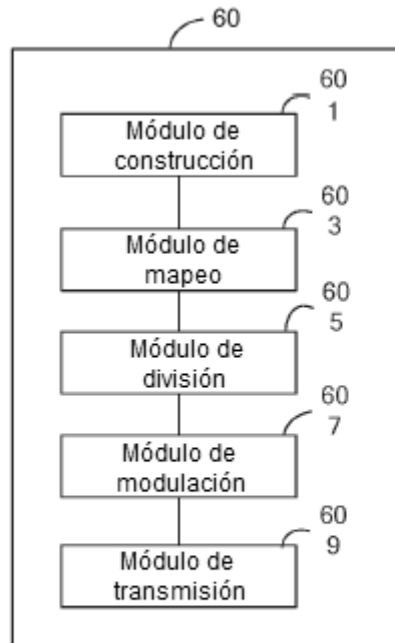 60
60
1
Módulo de
construcción
60
3
Módulo de
mapeo
60
5
Módulo de
división
60
7
Módulo de
modulación
60
9
Módulo de
transmisión